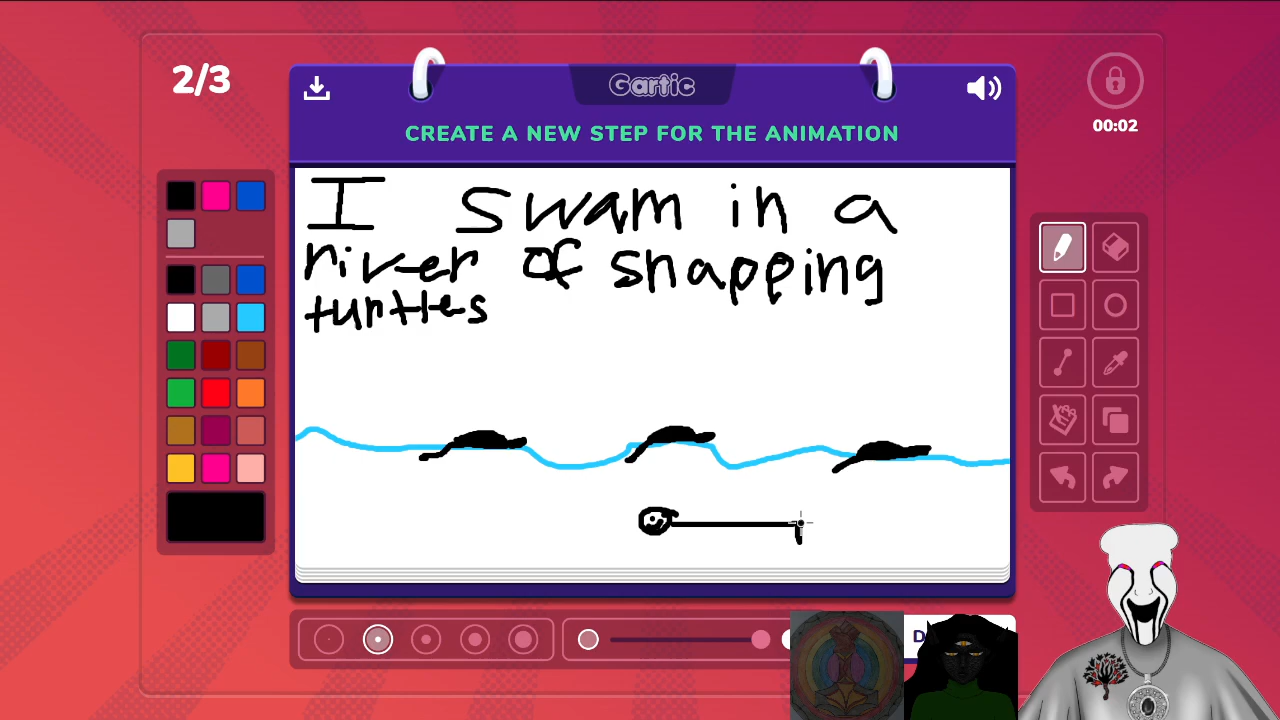 2/3
Gartic
00:02
CREATE A NEW STEP FOR THE ANIMATION
I swam in a
river of snapping
turtles
D